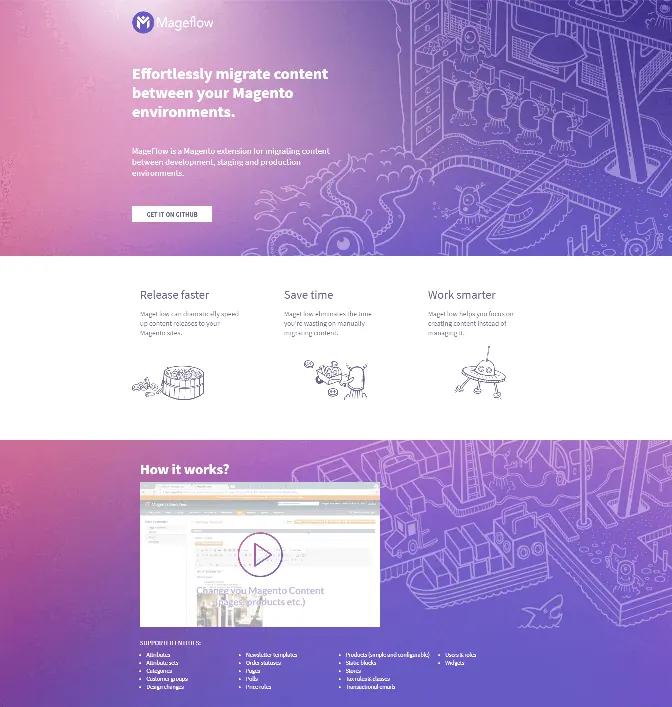 Mageflow
Effortlessly migrate content
between your Magento
environments.
MageFlow is a Magento extension for migrating content
between development, staging and production
environments.
GET IT ON GITHUB
Release faster
MageFlow can dramatically speed
up content releases to your
Magento sites.
Save time
MageFlow eliminates the time
you're wasting on manually
migrating content.
Work smarter
MageFlow helps you focus on
creating content instead of
managing it.
How it works?
Change you Magento Content
(pages, products etc.)
SUPPORTED ENTITIES:
Attributes
Attribute sets
Categories
Customer groups
Design changes
Newsletter templates
Order statuses
Pages
Polls
Price rules
Products (simple and configurable)
Static blocks
Stores
Tax rules & classes
Transactional emails
Users & roles
Widgets